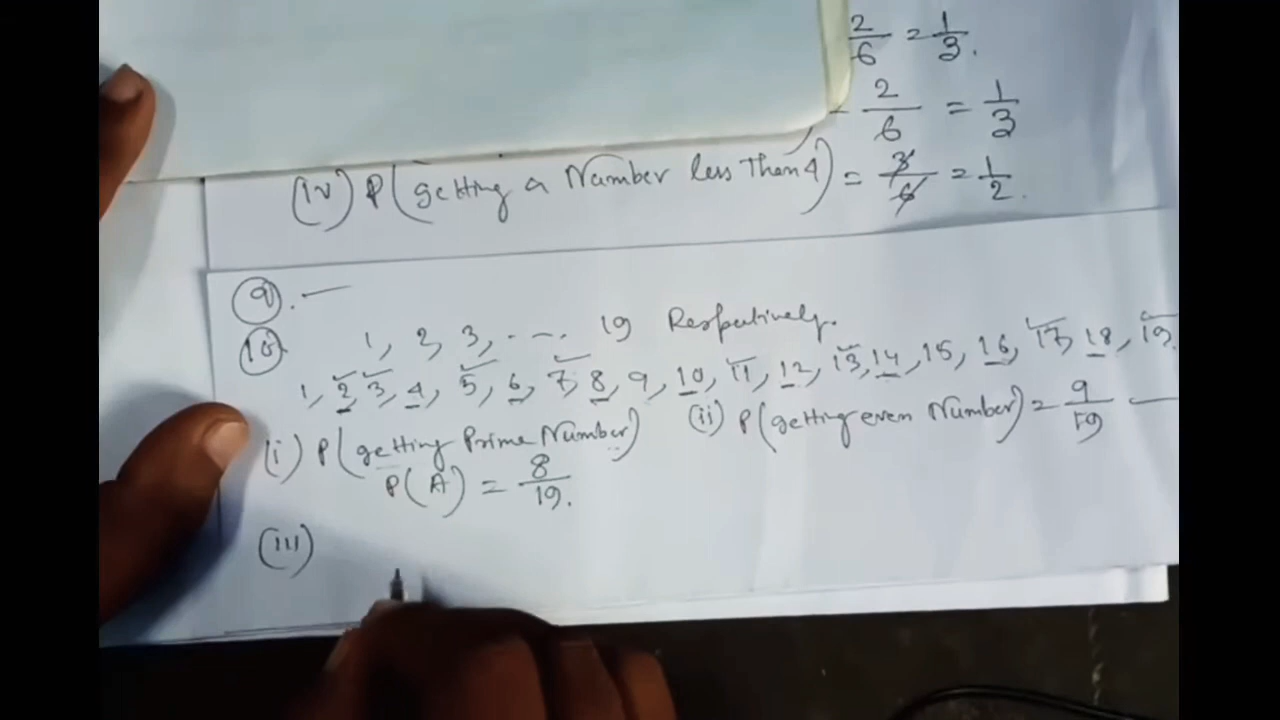 2/6 = 1/3.
- 2/6 = 1/3
(iv) P(getting a Number less Than 4) = 3/6 = 1/2.
9. —
10. 1, 2, 3, - - -. 19 Respectively.
1, 2, 3, 4, 5, 6, 7, 8, 9, 10, 11, 12, 13, 14, 15, 16, 17, 18, 19.
(i) P(getting Prime Number) (ii) P(getting even Number) = 9/19 —
P(A) = 8/19.
(iii)